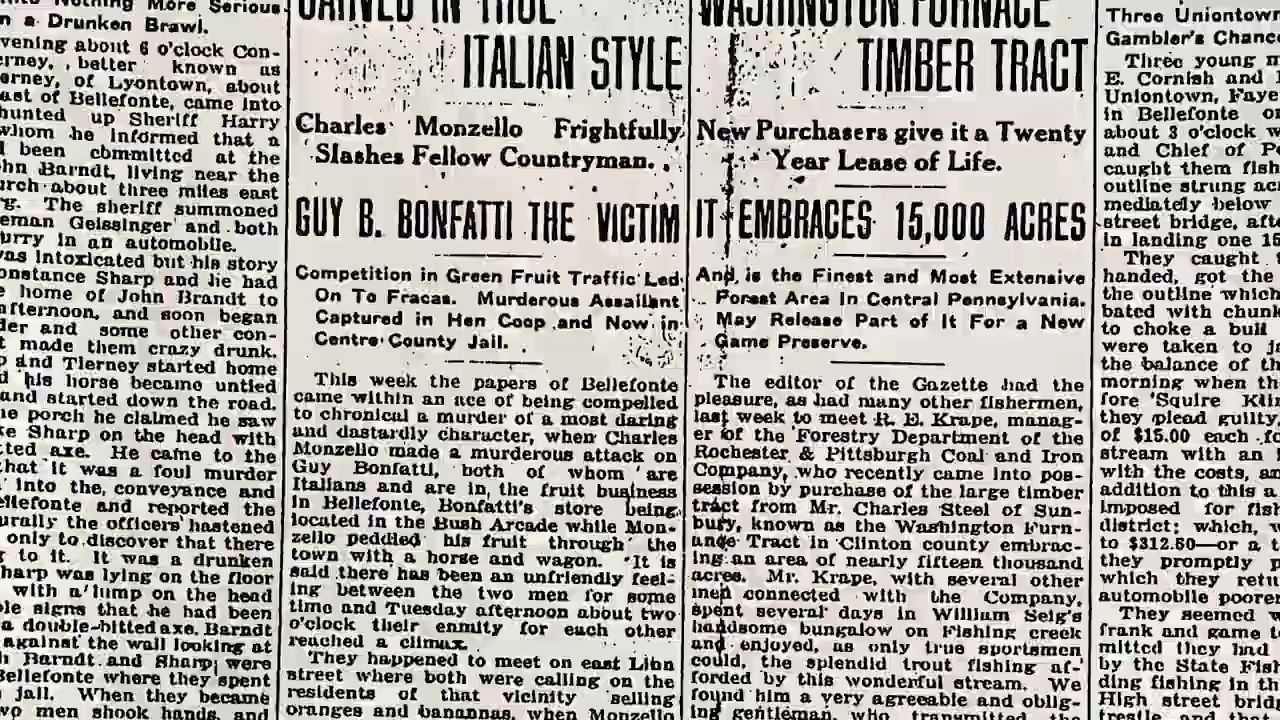 Nothing More Serious
n a Drunken Brawl.
vening about 6 o'clock Con-
erney, better known as
erney, of Lyontown, about
ast of Bellefonte, came into
hunted up Sheriff Harry
whom he informed that a
been committed at the
ohn Barndt, living near the
urch about three miles east
g. The sheriff summoned
eman Geissinger and both
urry in an automobile.
was intoxicated but his story
onstance Sharp and he had
e home of John Brandt to
afternoon, and soon began
der and some other con-
t made them crazy drunk.
p and Tierney started home
d his horse became untied
and started down the road.
he porch he claimed he saw
ke Sharp on the head with
tted axe. He came to the
that it was a foul murder
into the conveyance and
ellefonte and reported the
urally the officers hastened
only to discover that there
g to it. It was a drunken
harp was lying on the floor
with a lump on the head
ble signs that he had been
a double-bitted axe. Barndt
against the wall looking at
h Barndt and Sharp were
Bellefonte where they spent
jail. When they became
wo men shook hands, and
CARVED IN TRUE
ITALIAN STYLE
Charles Monzello Frightfully
Slashes Fellow Countryman.
GUY B. BONFATTI THE VICTIM
Competition in Green Fruit Traffic Led
On To Fracas. Murderous Assailant
Captured in Hen Coop and Now in
Centre County Jail.
This week the papers of Bellefonte
came within an ace of being compelled
to chronical a murder of a most daring
and dastardly character, when Charles
Monzello made a murderous attack on
Guy Bonfatti, both of whom are
Italians and are in the fruit business
in Bellefonte, Bonfatti's store being
located in the Bush Arcade while Mon-
zello peddled his fruit through the
town with a horse and wagon. It is
said there has been an unfriendly feel-
ing between the two men for some
time and Tuesday afternoon about two
o'clock their enmity for each other
reached a climax.
They happened to meet on east Linn
street where both were calling on the
residents of that vicinity selling
oranges and banannas, when Monzello
WASHINGTON FURNACE
TIMBER TRACT
New Purchasers give it a Twenty
Year Lease of Life.
IT EMBRACES 15,000 ACRES
And is the Finest and Most Extensive
Forest Area In Central Pennsylvania.
May Release Part of It For a New
Game Preserve.
The editor of the Gazette had the
pleasure, as had many other fishermen,
last week to meet R. E. Krape, manag-
er of the Forestry Department of the
Rochester & Pittsburgh Coal and Iron
Company, who recently came into pos-
session by purchase of the large timber
tract from Mr. Charles Steel of Sun-
bury, known as the Washington Furn-
ance Tract in Clinton county embrac-
ing an area of nearly fifteen thousand
acres. Mr. Krape, with several other
men connected with the Company,
spent several days in William Seig's
handsome bungalow on Fishing creek
and enjoyed, as only true sportsmen
could, the splendid trout fishing af-
forded by this wonderful stream. We
found him a very agreeable and oblig-
ing gentleman, who transmitted the
Three Uniontown
Gambler's Chance
Three young m
E. Cornish and
Uniontown, Faye
in Bellefonte on
about 3 o'clock w
and Chief of Po
caught them fish
outline strung ac
mediately below
street bridge, afte
in landing one 15
They caught t
handed, got the
the outline which
bated with chunk
to choke a bull
were taken to ja
the balance of th
morning when th
fore 'Squire Klin
they plead guilty
of $15.00 each fo
stream with an
with the costs, an
addition to this a
imposed for fish
district; which, w
to $312.50—or a t
they promptly p
which they retu
automobile poorer
They seemed w
frank and game t
mitted they had
by the State Fish
ding fishing in th
High street brid